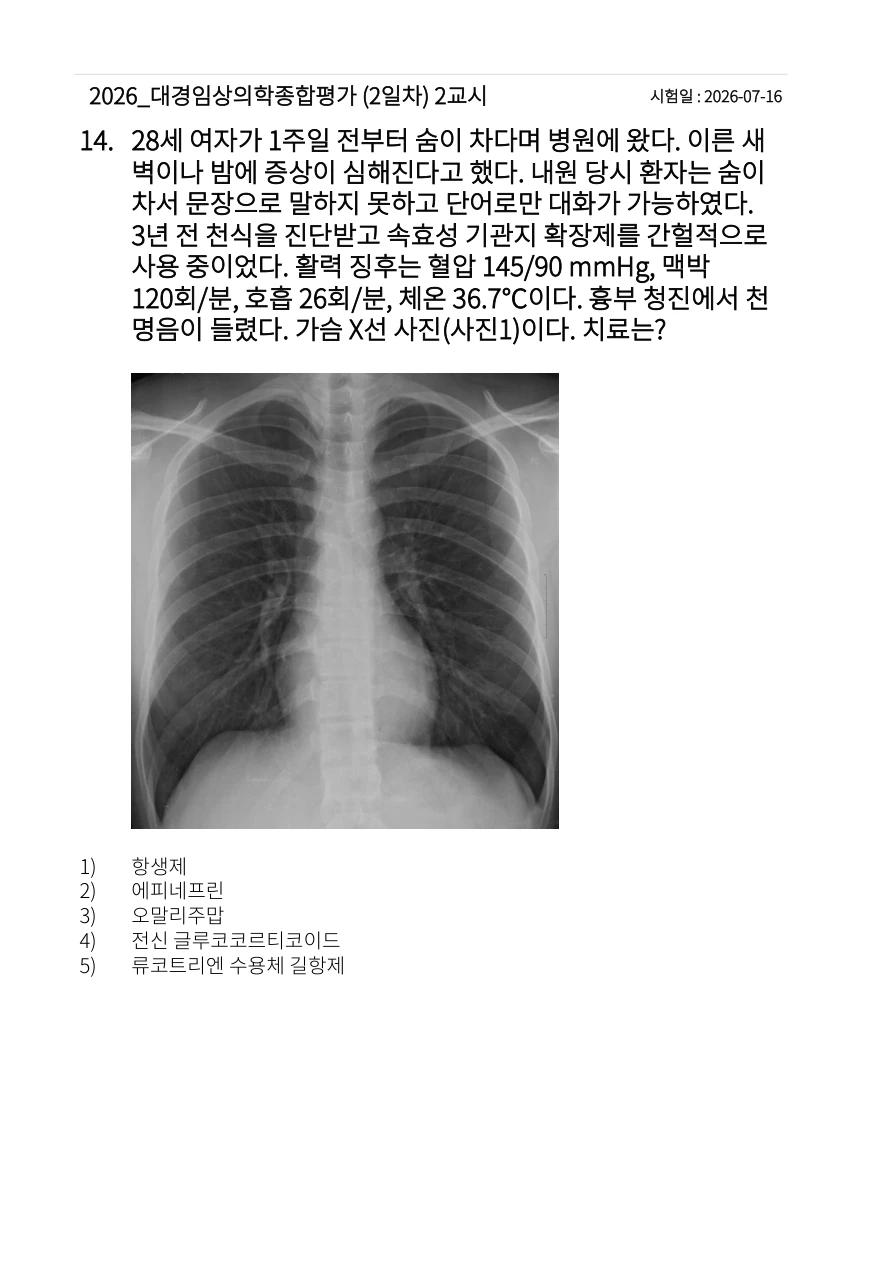 2026_대경임상의학종합평가 (2일차) 2교시
시험일 : 2026-07-16
14. 28세 여자가 1주일 전부터 숨이 차다며 병원에 왔다. 이른 새
벽이나 밤에 증상이 심해진다고 했다. 내원 당시 환자는 숨이
차서 문장으로 말하지 못하고 단어로만 대화가 가능하였다.
3년 전 천식을 진단받고 속효성 기관지 확장제를 간헐적으로
사용 중이었다. 활력 징후는 혈압 145/90 mmHg, 맥박
120회/분, 호흡 26회/분, 체온 36.7℃이다. 흉부 청진에서 천
명음이 들렸다. 가슴 X선 사진(사진1)이다. 치료는?
1) 항생제
2) 에피네프린
3) 오말리주맙
4) 전신 글루코코르티코이드
5) 류코트리엔 수용체 길항제